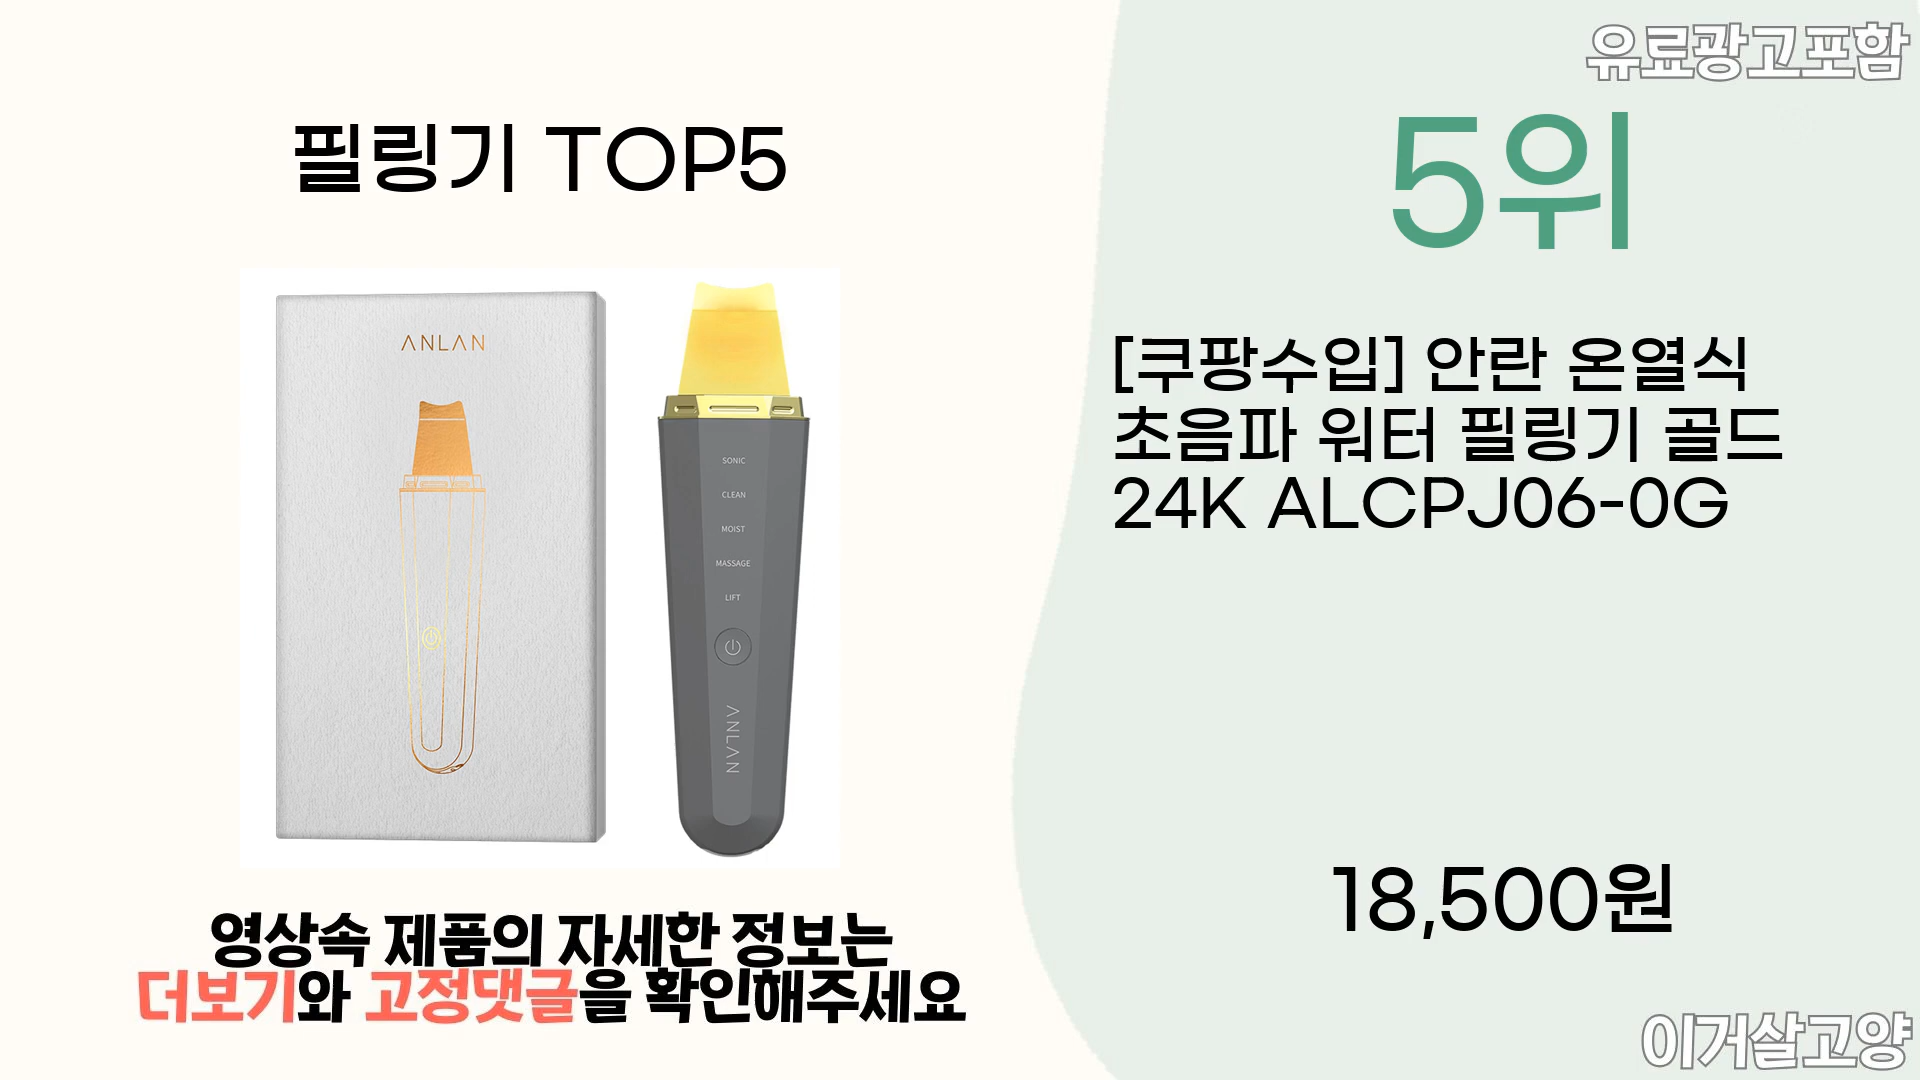 유료광고포함
필링기 TOP5
5위
ANLAN
SONIC
CLEAN
MOIST
MASSAGE
LIFT
ANLAN
[쿠팡수입] 안란 온열식
초음파 워터 필링기 골드
24K ALCPJ06-0G
18,500원
영상속 제품의 자세한 정보는
더보기와 고정댓글을 확인해주세요
이거살고양